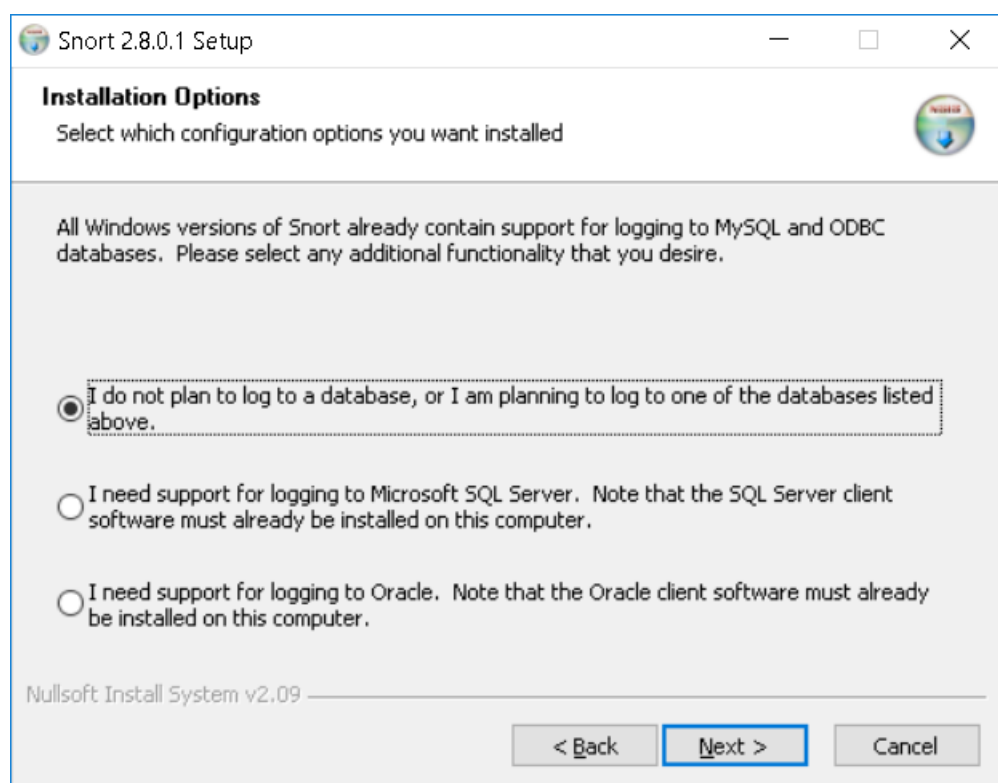 Snort 2.8.0.1 Setup
Installation Options
Select which configuration options you want installed
All Windows versions of Snort already contain support for logging to MySQL and ODBC
databases.  Please select any additional functionality that you desire.
I do not plan to log to a database, or I am planning to log to one of the databases listed
above.
I need support for logging to Microsoft SQL Server.  Note that the SQL Server client
software must already be installed on this computer.
I need support for logging to Oracle.  Note that the Oracle client software must already
be installed on this computer.
Nullsoft Install System v2.09
< Back
Next >
Cancel